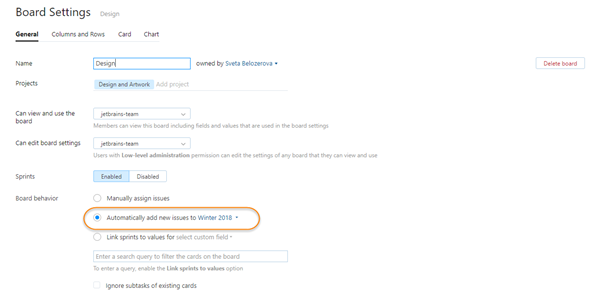 Board Settings Design
General Columns and Rows Card Chart
Name Design owned by Sveta Belozerova Delete board
Projects Design and Artwork Add project
Can view and use the board jetbrains-team
Members can view this board including fields and values that are used in the board settings
Can edit board settings jetbrains-team
Users with Low-level administration permission can edit the settings of any board that they can view and use
Sprints Enabled Disabled
Board behavior Manually assign issues
Automatically add new issues to Winter 2018
Link sprints to values for select custom field
Enter a search query to filter the cards on the board
To enter a query, enable the Link sprints to values option
Ignore subtasks of existing cards